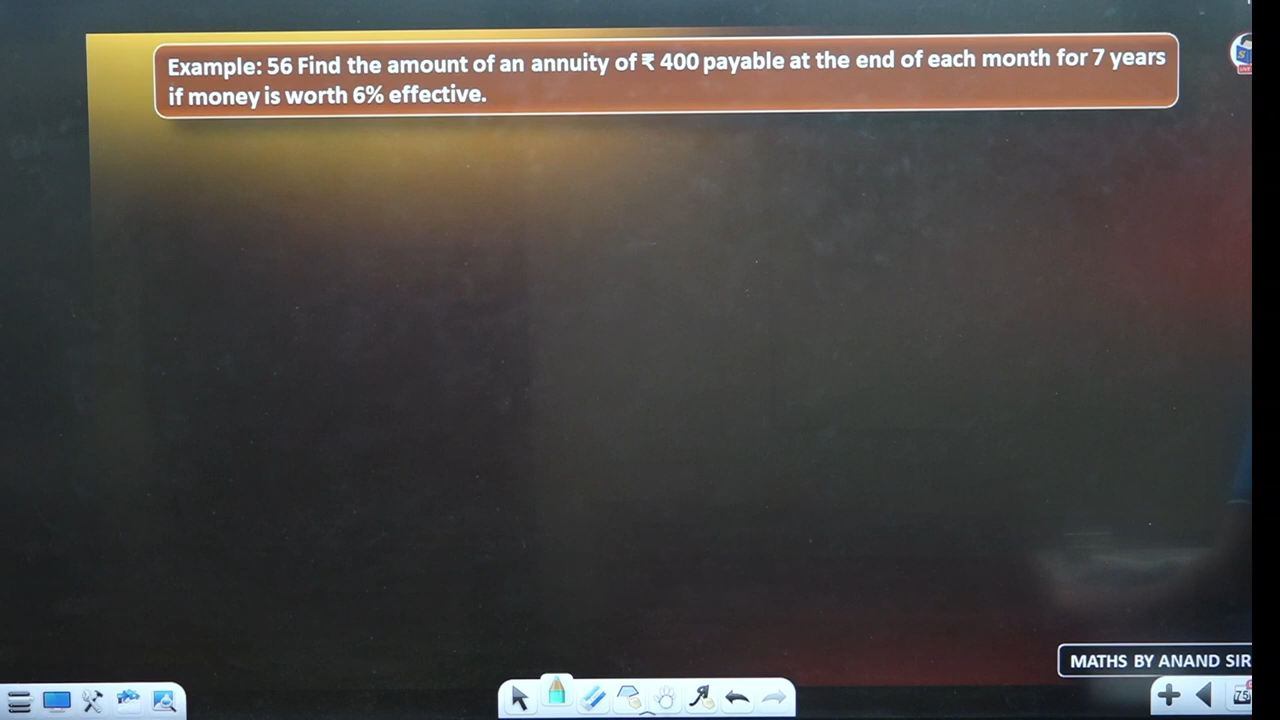 Example: 56 Find the amount of an annuity of ₹ 400 payable at the end of each month for 7 years
if money is worth 6% effective.
MATHS BY ANAND SIR